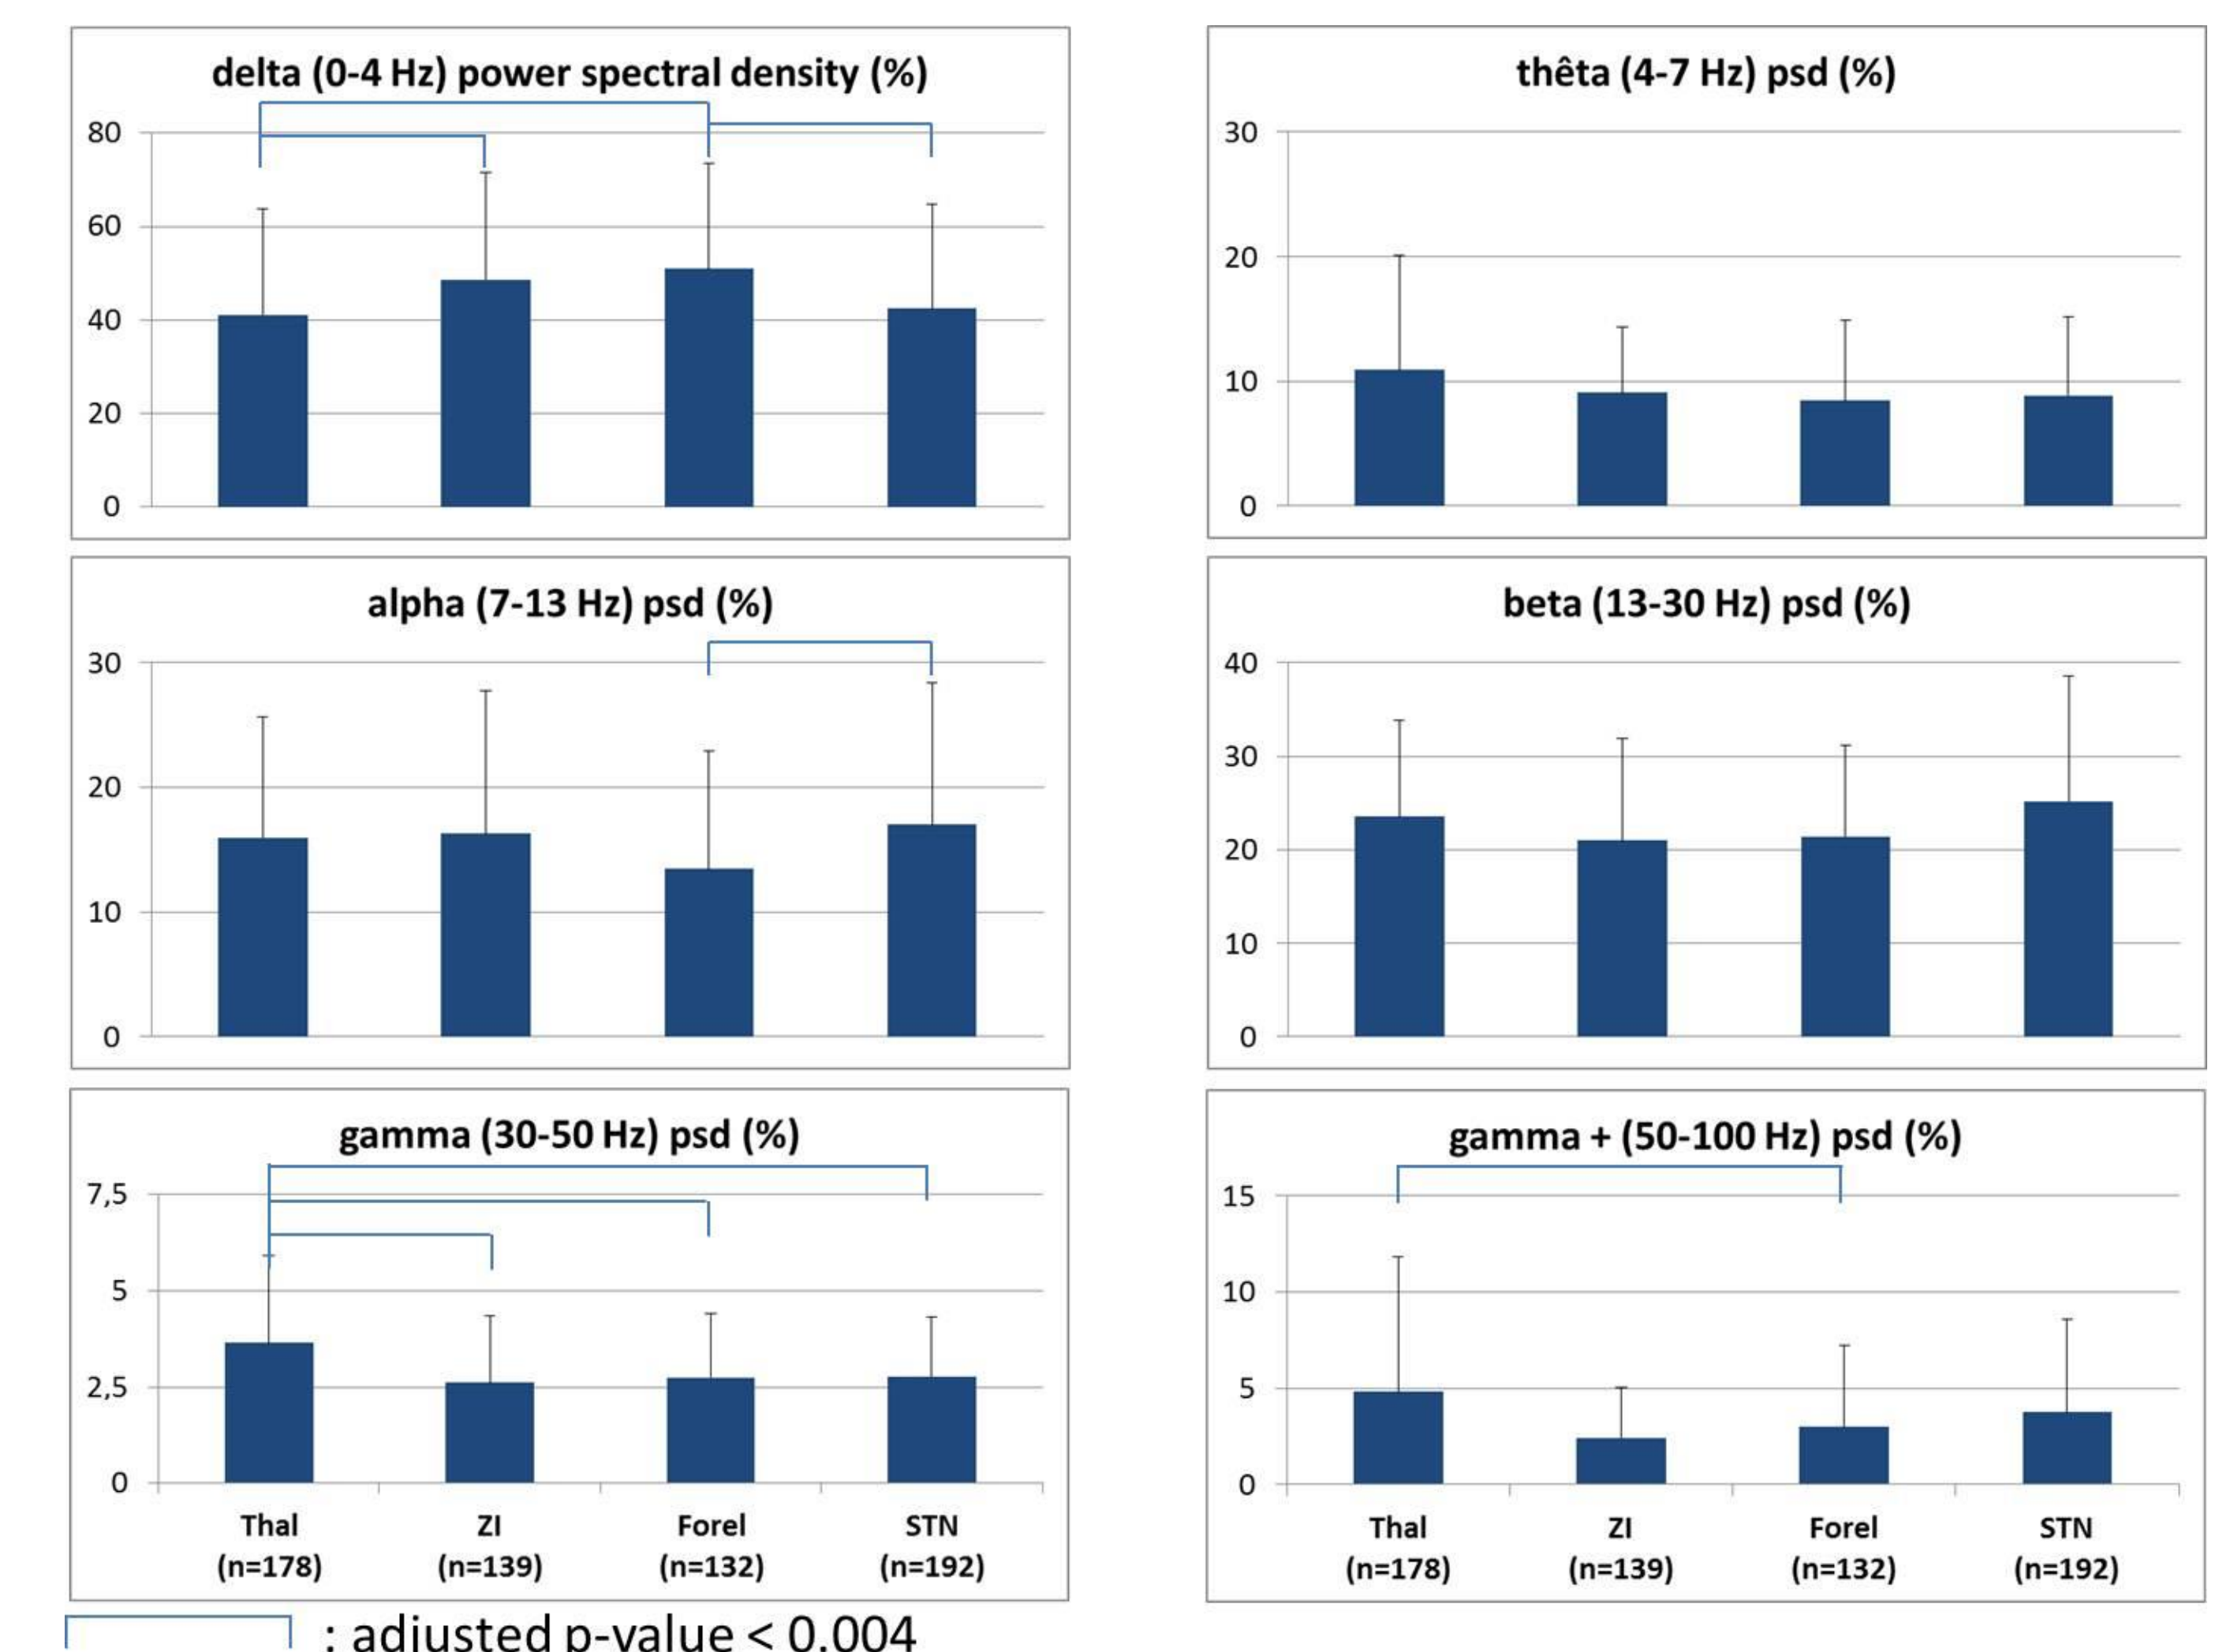 delta (0-4 Hz) power spectral density (%)
80
60
40
20
0
thêta (4-7 Hz) psd (%)
30
20
10
0
alpha (7-13 Hz) psd (%)
30
20
10
0
beta (13-30 Hz) psd (%)
40
30
20
10
0
gamma (30-50 Hz) psd (%)
7,5
5
2,5
0
Thal ZI Forel STN
(n=178) (n=139) (n=132) (n=192)
gamma + (50-100 Hz) psd (%)
15
10
5
0
Thal ZI Forel STN
(n=178) (n=139) (n=132) (n=192)
: adjusted p-value < 0.004